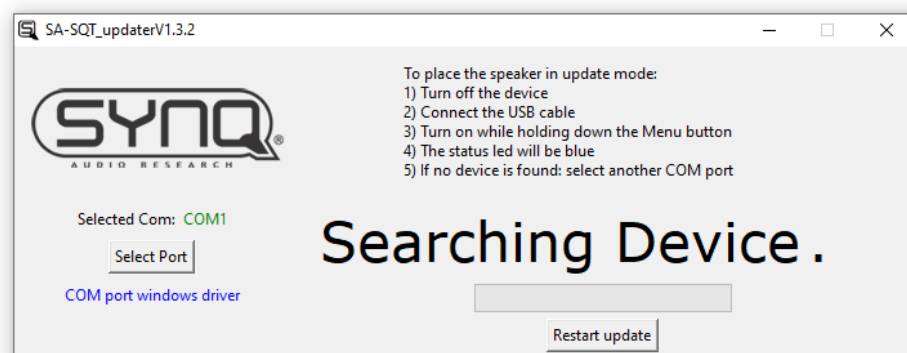 SA-SQT_updaterV1.3.2
SYNQ®
AUDIO RESEARCH
To place the speaker in update mode:
1) Turn off the device
2) Connect the USB cable
3) Turn on while holding down the Menu button
4) The status led will be blue
5) If no device is found: select another COM port
Selected Com: COM1
Select Port
COM port windows driver
Searching Device .
Restart update